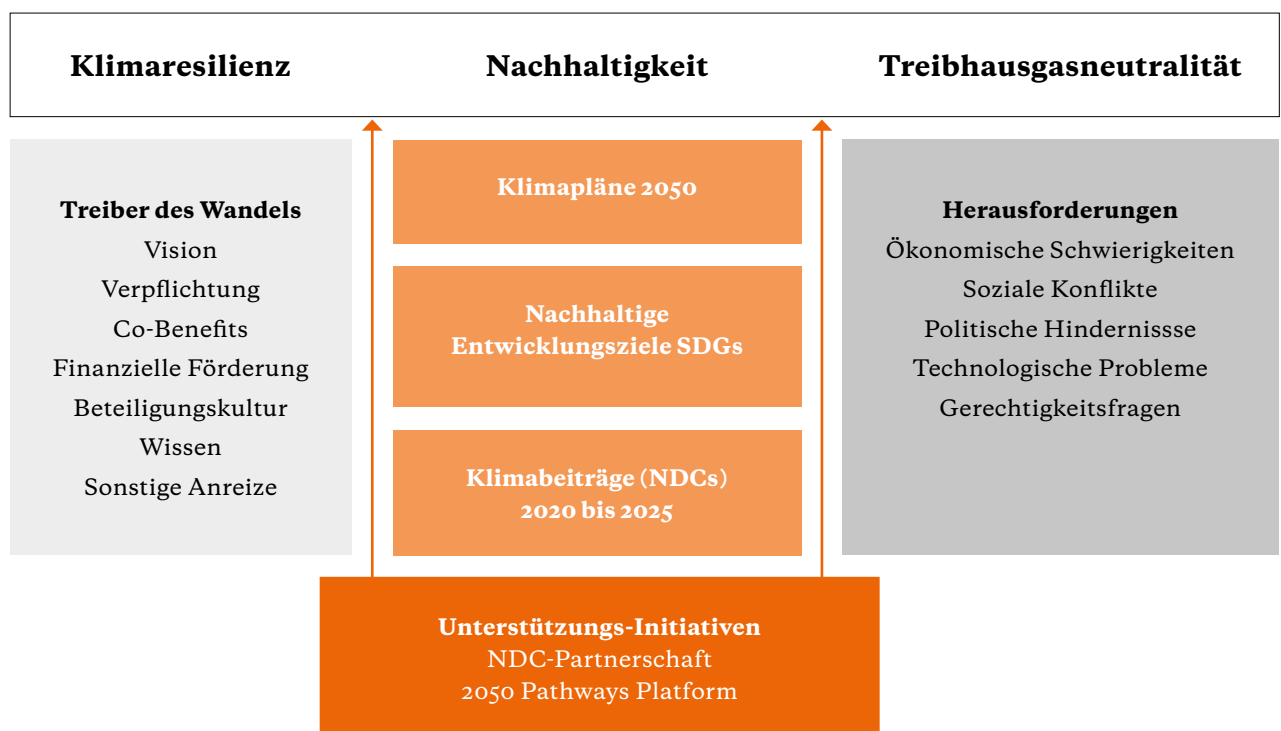 Klimaresilienz
Nachhaltigkeit
Treibhausgasneutralität
Treiber des Wandels
Vision
Verpflichtung
Co-Benefits
Finanzielle Förderung
Beteiligungskultur
Wissen
Sonstige Anreize
Klimapläne 2050
Nachhaltige
Entwicklungsziele SDGs
Klimabeiträge (NDCs)
2020 bis 2025
Herausforderungen
Ökonomische Schwierigkeiten
Soziale Konflikte
Politische Hindernissse
Technologische Probleme
Gerechtigkeitsfragen
Unterstützungs-Initiativen
NDC-Partnerschaft
2050 Pathways Platform